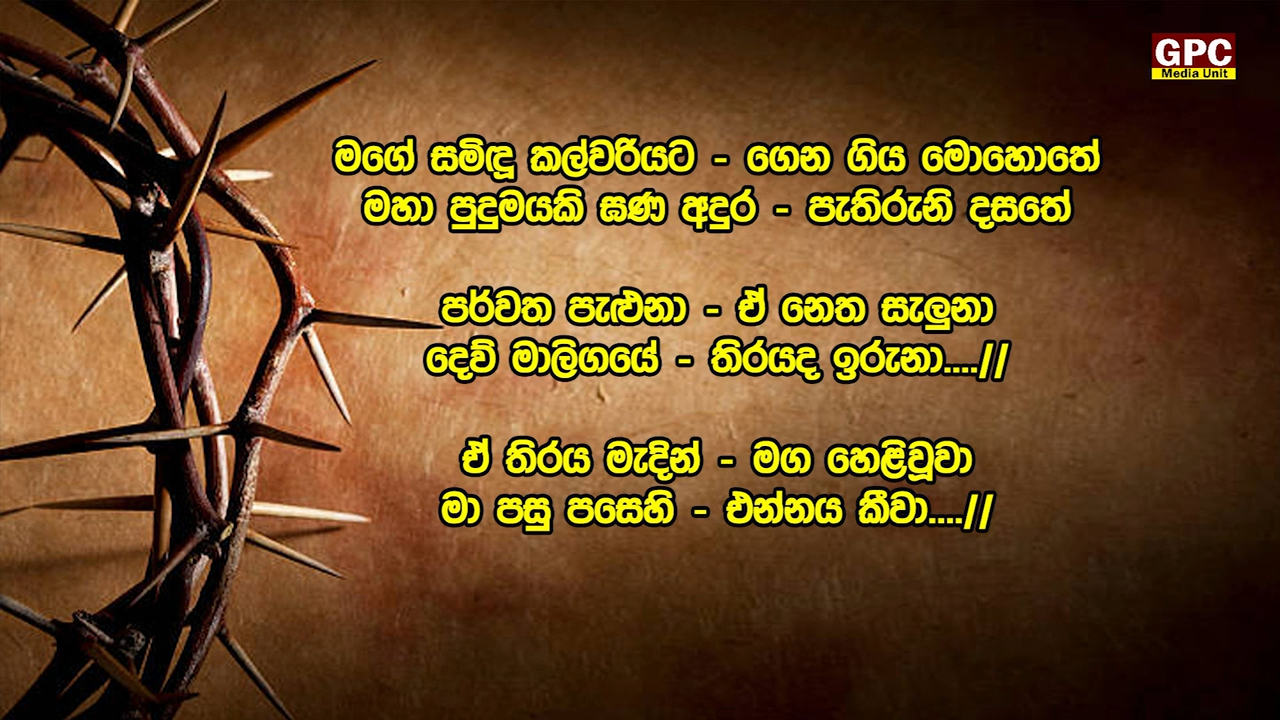 GPC
Media Unit
මගේ සමිඳූ කල්වරියට - ගෙන ගිය මොහොතේ
මහා පුදුමයකි ඝණ අදුර - පැතිරුනි දසතේ
පර්වත පැළුනා - ඒ නෙත සැලුනා
දෙව් මාලිගයේ - තිරයද ඉරුනා....//
ඒ තිරය මැදින් - මග හෙළිවූවා
මා පසු පසෙහි - එන්නය කීවා....//